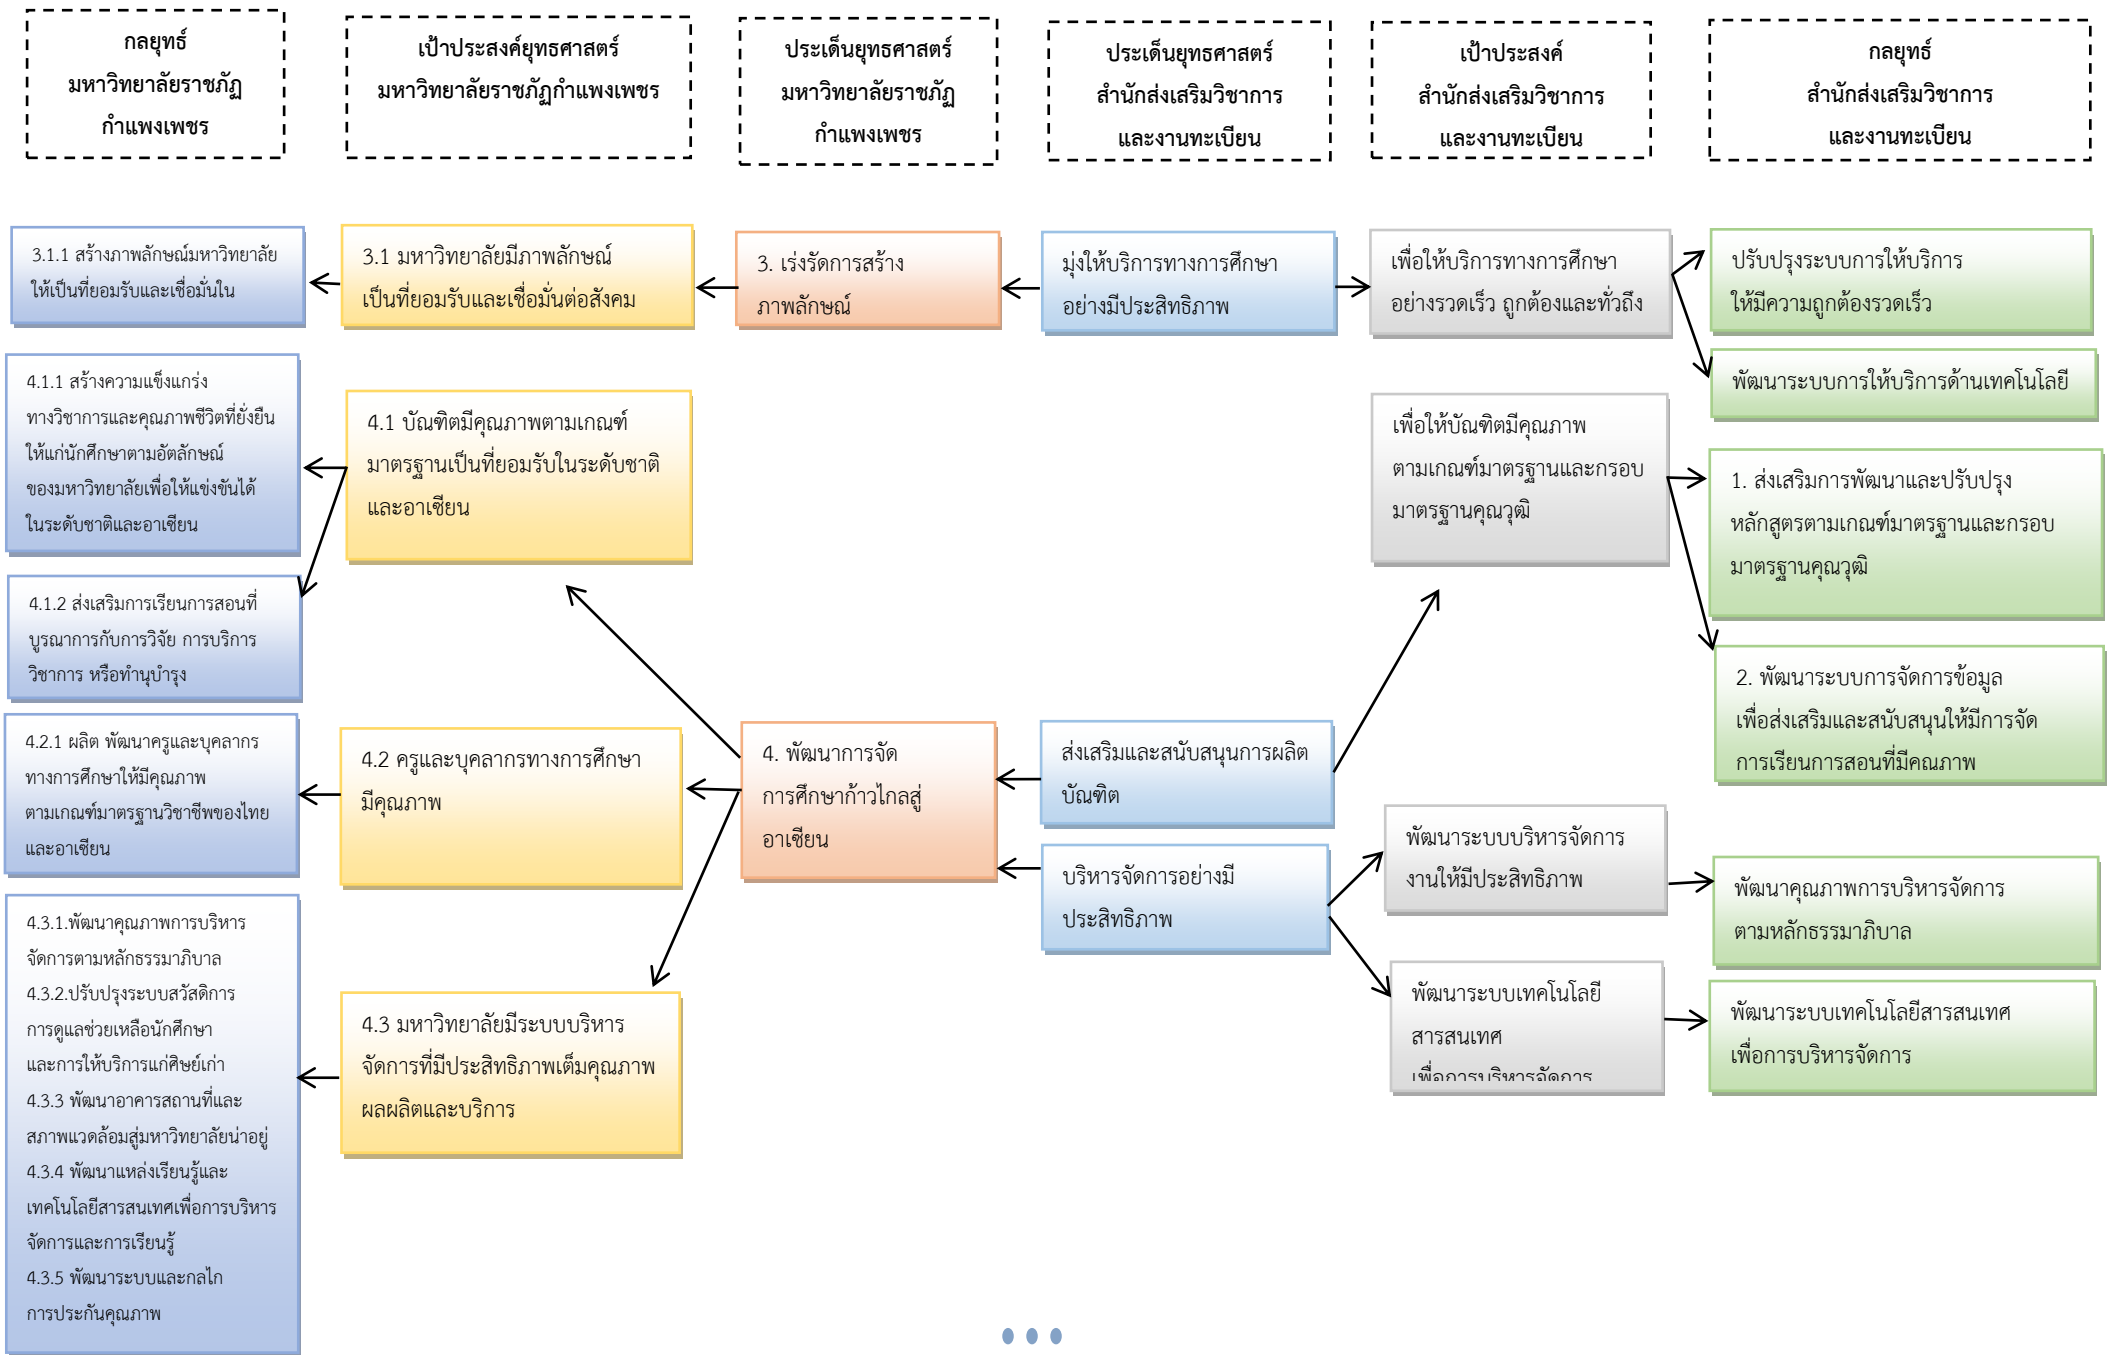 กลยุทธ์
มหาวิทยาลัยราชภัฏ
กำแพงเพชร
เป้าประสงค์ยุทธศาสตร์
มหาวิทยาลัยราชภัฏกำแพงเพชร
ประเด็นยุทธศาสตร์
มหาวิทยาลัยราชภัฏ
กำแพงเพชร
ประเด็นยุทธศาสตร์
สำนักส่งเสริมวิชาการ
และงานทะเบียน
เป้าประสงค์
สำนักส่งเสริมวิชาการ
และงานทะเบียน
กลยุทธ์
สำนักส่งเสริมวิชาการ
และงานทะเบียน
3.1.1 สร้างภาพลักษณ์มหาวิทยาลัย
ให้เป็นที่ยอมรับและเชื่อมั่นใน
3.1 มหาวิทยาลัยมีภาพลักษณ์
เป็นที่ยอมรับและเชื่อมั่นต่อสังคม
3. เร่งรัดการสร้าง
ภาพลักษณ์
มุ่งให้บริการทางการศึกษา
อย่างมีประสิทธิภาพ
เพื่อให้บริการทางการศึกษา
อย่างรวดเร็ว ถูกต้องและทั่วถึง
ปรับปรุงระบบการให้บริการ
ให้มีความถูกต้องรวดเร็ว
พัฒนาระบบการให้บริการด้านเทคโนโลยี
4.1.1 สร้างความแข็งแกร่ง
ทางวิชาการและคุณภาพชีวิตที่ยั่งยืน
ให้แก่นักศึกษาตามอัตลักษณ์
ของมหาวิทยาลัยเพื่อให้แข่งขันได้
ในระดับชาติและอาเซียน
4.1 บัณฑิตมีคุณภาพตามเกณฑ์
มาตรฐานเป็นที่ยอมรับในระดับชาติ
และอาเซียน
เพื่อให้บัณฑิตมีคุณภาพ
ตามเกณฑ์มาตรฐานและกรอบ
มาตรฐานคุณวุฒิ
1. ส่งเสริมการพัฒนาและปรับปรุง
หลักสูตรตามเกณฑ์มาตรฐานและกรอบ
มาตรฐานคุณวุฒิ
4.1.2 ส่งเสริมการเรียนการสอนที่
บูรณาการกับการวิจัย การบริการ
วิชาการ หรือทำนุบำรุง
2. พัฒนาระบบการจัดการข้อมูล
เพื่อส่งเสริมและสนับสนุนให้มีการจัด
การเรียนการสอนที่มีคุณภาพ
4.2.1 ผลิต พัฒนาครูและบุคลากร
ทางการศึกษาให้มีคุณภาพ
ตามเกณฑ์มาตรฐานวิชาชีพของไทย
และอาเซียน
4.2 ครูและบุคลากรทางการศึกษา
มีคุณภาพ
4. พัฒนาการจัด
การศึกษาก้าวไกลสู่
อาเซียน
ส่งเสริมและสนับสนุนการผลิต
บัณฑิต
บริหารจัดการอย่างมี
ประสิทธิภาพ
พัฒนาระบบบริหารจัดการ
งานให้มีประสิทธิภาพ
พัฒนาคุณภาพการบริหารจัดการ
ตามหลักธรรมาภิบาล
4.3.1.พัฒนาคุณภาพการบริหาร
จัดการตามหลักธรรมาภิบาล
4.3.2.ปรับปรุงระบบสวัสดิการ
การดูแลช่วยเหลือนักศึกษา
และการให้บริการแก่ศิษย์เก่า
4.3.3 พัฒนาอาคารสถานที่และ
สภาพแวดล้อมสู่มหาวิทยาลัยน่าอยู่
4.3.4 พัฒนาแหล่งเรียนรู้และ
เทคโนโลยีสารสนเทศเพื่อการบริหาร
จัดการและการเรียนรู้
4.3.5 พัฒนาระบบและกลไก
การประกันคุณภาพ
4.3 มหาวิทยาลัยมีระบบบริหาร
จัดการที่มีประสิทธิภาพเต็มคุณภาพ
ผลผลิตและบริการ
พัฒนาระบบเทคโนโลยี
สารสนเทศ
เพื่อการบริหารจัดการ
พัฒนาระบบเทคโนโลยีสารสนเทศ
เพื่อการบริหารจัดการ